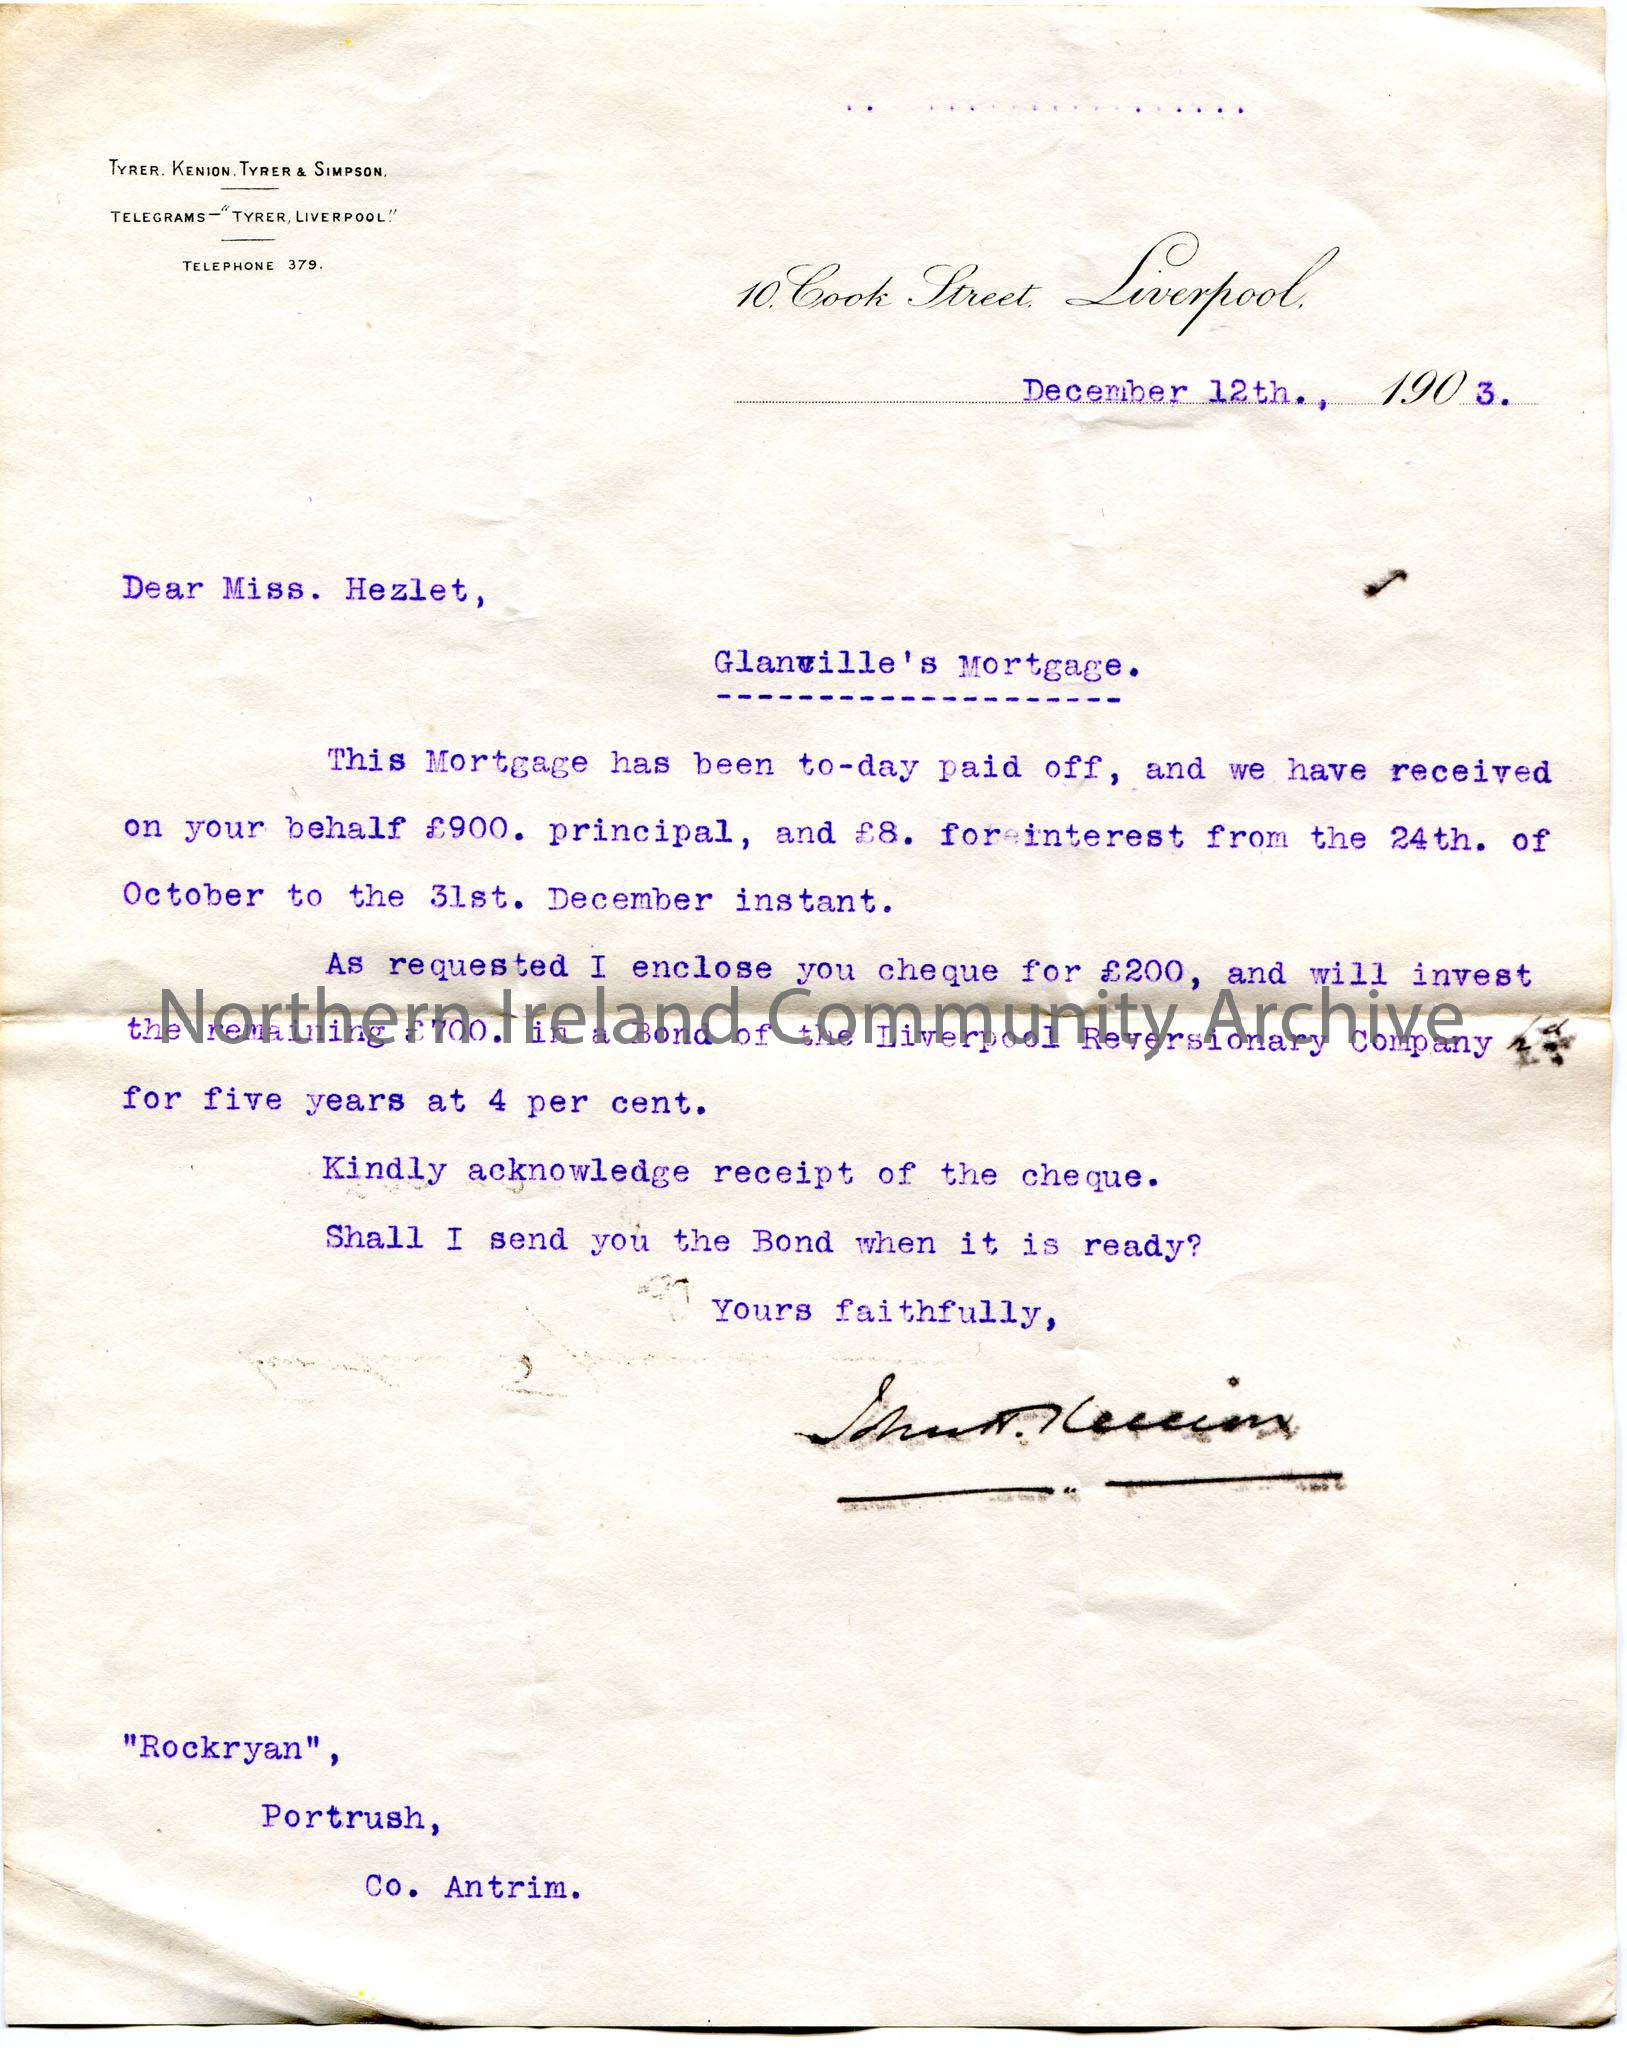 TYRER, KENION, TYRER & SIMPSON.
TELEGRAMS—"TYRER, LIVERPOOL."
TELEPHONE 379.
10, Cook Street, Liverpool,
December 12th., 1903.
Dear Miss. Hezlet,
Glanville's Mortgage.
This Mortgage has been to-day paid off, and we have received
on your behalf £900. principal, and £8. for interest from the 24th. of
October to the 31st. December instant.
As requested I enclose you cheque for £200, and will invest
the remaining £700. in a Bond of the Liverpool Reversionary Company Ld
for five years at 4 per cent.
Northern Ireland Community Archive
Kindly acknowledge receipt of the cheque.
Shall I send you the Bond when it is ready?
Yours faithfully,
John H. Kenion
"Rockryan",
Portrush,
Co. Antrim.